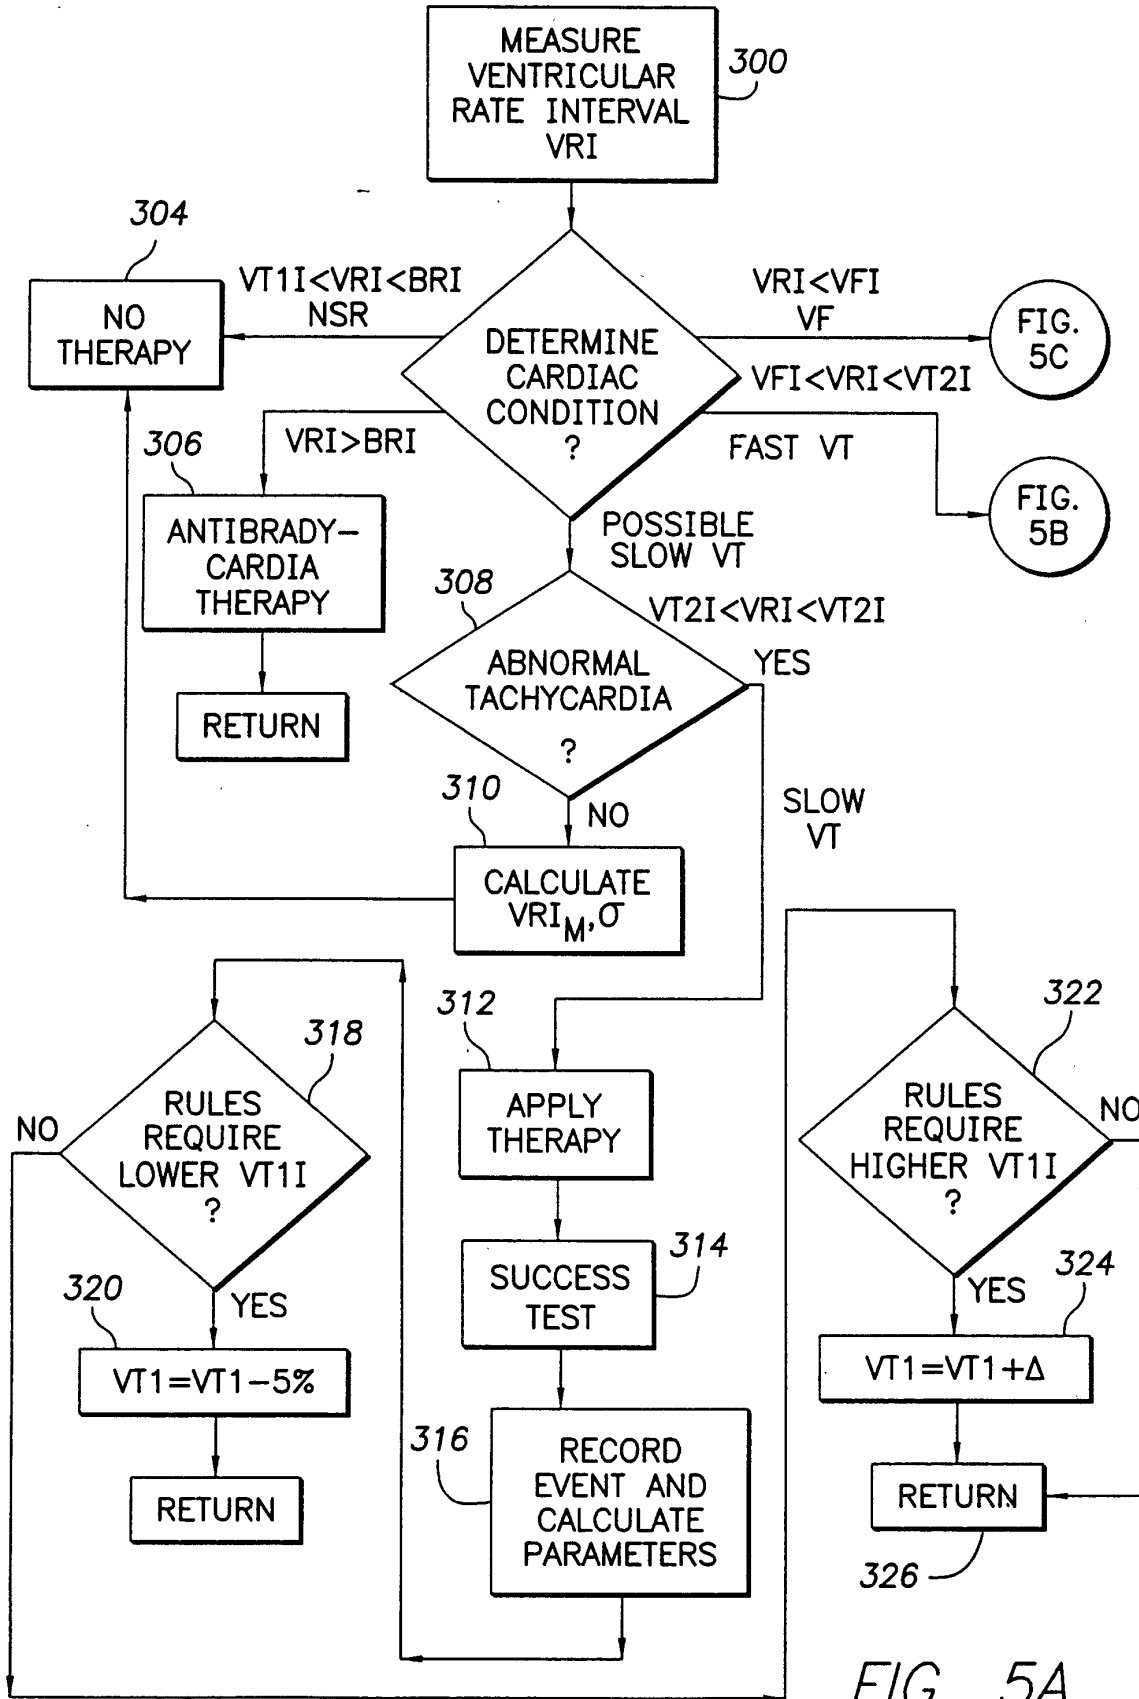 MEASURE
VENTRICULAR
RATE INTERVAL
VRI
300
304
NO
THERAPY
VT1I<VRI<BRI
NSR
DETERMINE
CARDIAC
CONDITION
?
VRI<VFI
VF
FIG.
5C
VFI<VRI<VT2I
FAST VT
FIG.
5B
VRI>BRI
306
ANTIBRADY-
CARDIA
THERAPY
RETURN
POSSIBLE
SLOW VT
308
VT2I<VRI<VT2I
ABNORMAL
TACHYCARDIA
?
YES
SLOW
VT
NO
310
CALCULATE
VRI_M,σ
312
APPLY
THERAPY
314
SUCCESS
TEST
316
RECORD
EVENT AND
CALCULATE
PARAMETERS
318
RULES
REQUIRE
LOWER VT1I
?
NO
YES
320
VT1=VT1-5%
RETURN
322
RULES
REQUIRE
HIGHER VT1I
?
NO
YES
324
VT1=VT1+Δ
RETURN
326
FIG. 5A